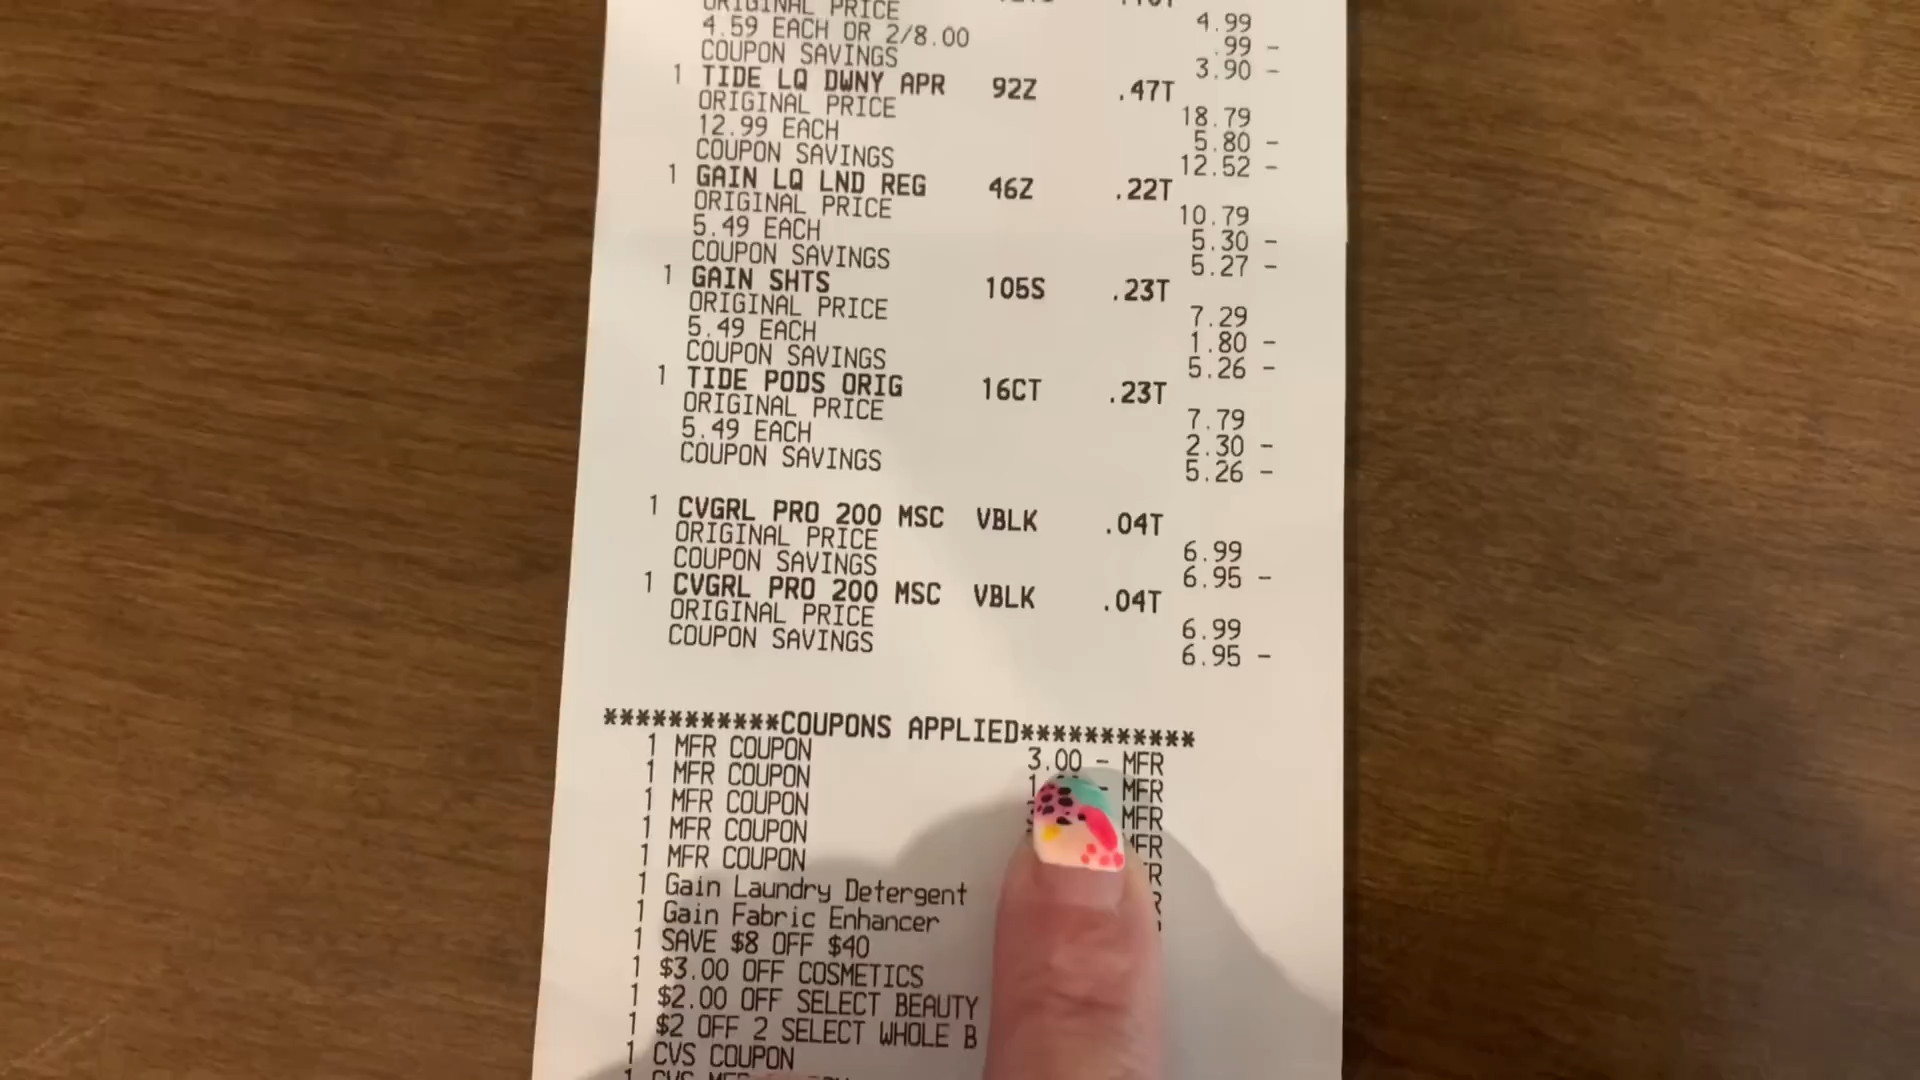 ORIGINAL PRICE 4.99
4.59 EACH OR 2/8.00 .99 -
COUPON SAVINGS 3.90 -
1 TIDE LQ DWNY APR 92Z .47T
ORIGINAL PRICE 18.79
12.99 EACH 5.80 -
COUPON SAVINGS 12.52 -
1 GAIN LQ LND REG 46Z .22T
ORIGINAL PRICE 10.79
5.49 EACH 5.30 -
COUPON SAVINGS 5.27 -
1 GAIN SHTS 105S .23T
ORIGINAL PRICE 7.29
5.49 EACH 1.80 -
COUPON SAVINGS 5.26 -
1 TIDE PODS ORIG 16CT .23T
ORIGINAL PRICE 7.79
5.49 EACH 2.30 -
COUPON SAVINGS 5.26 -
1 CVGRL PRO 200 MSC VBLK .04T
ORIGINAL PRICE 6.99
COUPON SAVINGS 6.95 -
1 CVGRL PRO 200 MSC VBLK .04T
ORIGINAL PRICE 6.99
COUPON SAVINGS 6.95 -
***********COUPONS APPLIED***********
1 MFR COUPON 3.00 - MFR
1 MFR COUPON - MFR
1 MFR COUPON MFR
1 MFR COUPON
1 MFR COUPON
1 Gain Laundry Detergent
1 Gain Fabric Enhancer
1 SAVE $8 OFF $40
1 $3.00 OFF COSMETICS
1 $2.00 OFF SELECT BEAUTY
1 $2 OFF 2 SELECT WHOLE B
1 CVS COUPON
1 CVS